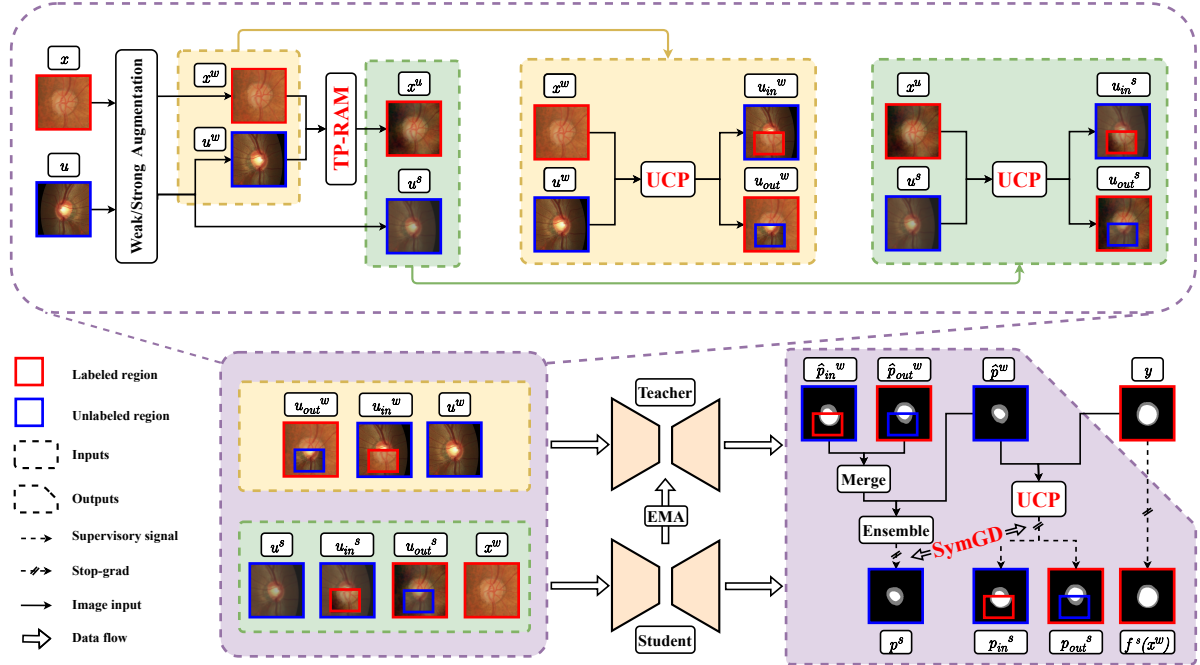 x
u
Weak/Strong Augmentation
x^w
u^w
TP-RAM
x^u
u^s
x^w
u^w
UCP
u_in^w
u_out^w
x^u
u^s
UCP
u_in^s
u_out^s
Labeled region
Unlabeled region
Inputs
Outputs
Supervisory signal
Stop-grad
Image input
Data flow
u_out^w
u_in^w
u^w
u^s
u_in^s
u_out^s
x^w
Teacher
EMA
Student
p̂_in^w
p̂_out^w
p̂^w
y
Merge
Ensemble
UCP
SymGD
p^s
p_in^s
p_out^s
f^s(x^w)